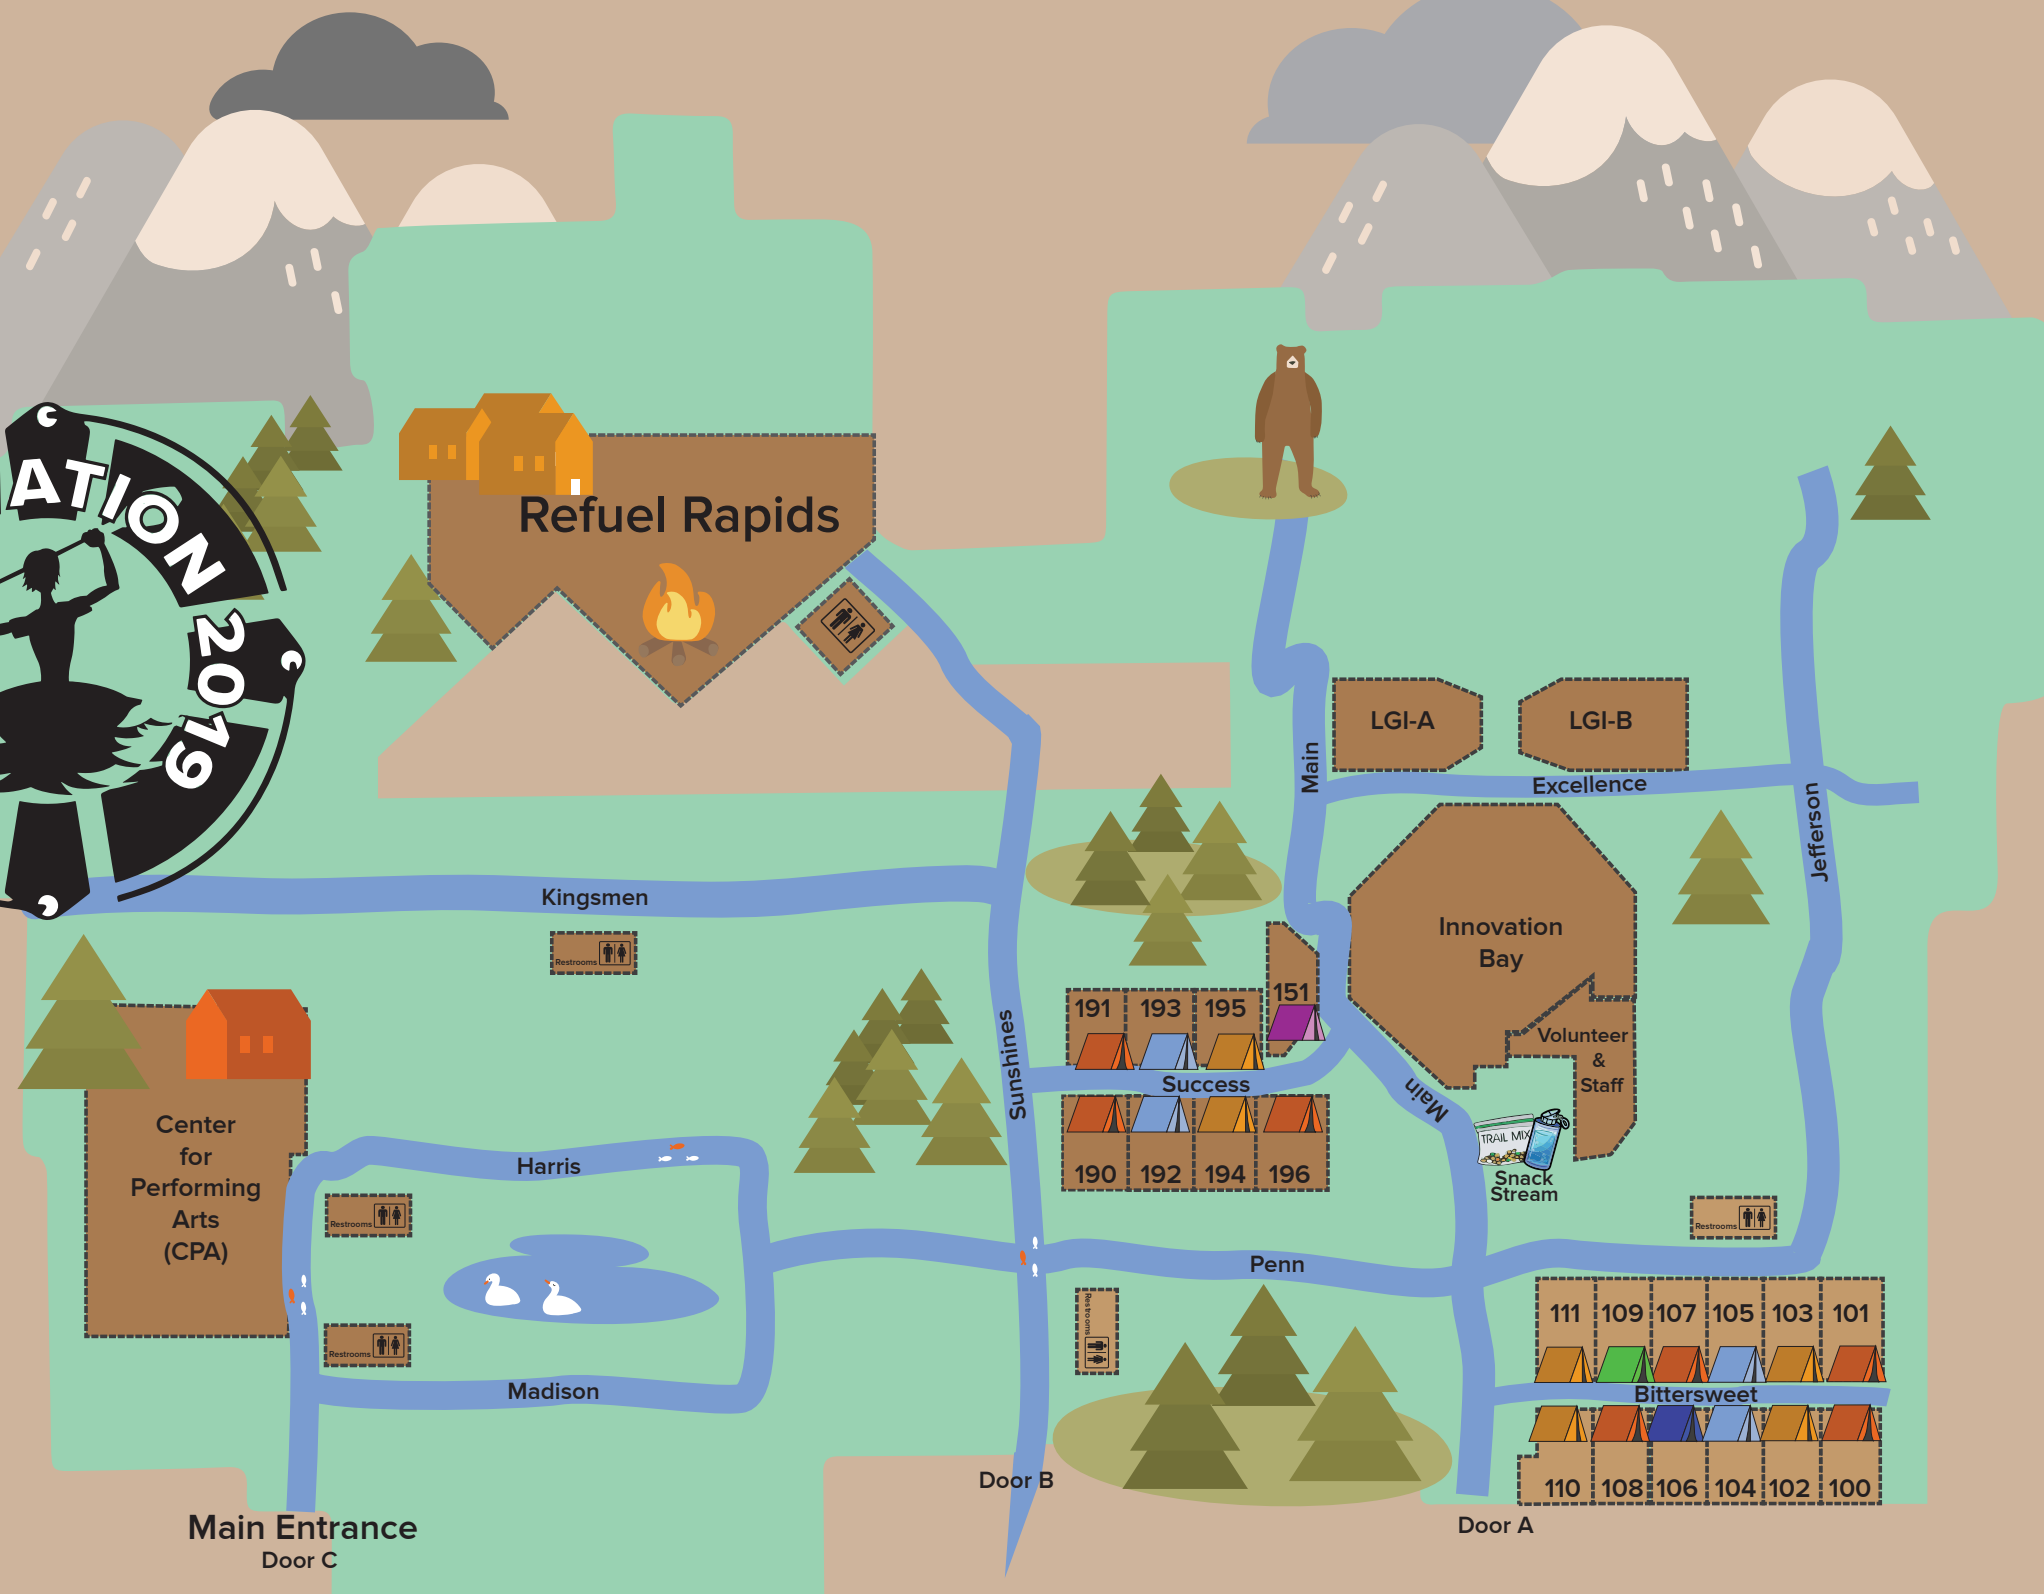 ATION 2019
Refuel Rapids
LGI-A
LGI-B
Main
Excellence
Jefferson
Kingsmen
Restrooms
Innovation
Bay
151
191
193
195
Volunteer
&
Staff
Sunshines
Success
Main
190
192
194
196
TRAIL MIX
Snack
Stream
Center
for
Performing
Arts
(CPA)
Harris
Restrooms
Restrooms
Penn
Restrooms
Restrooms
111
109
107
105
103
101
Madison
Bittersweet
110
108
106
104
102
100
Door B
Main Entrance
Door C
Door A